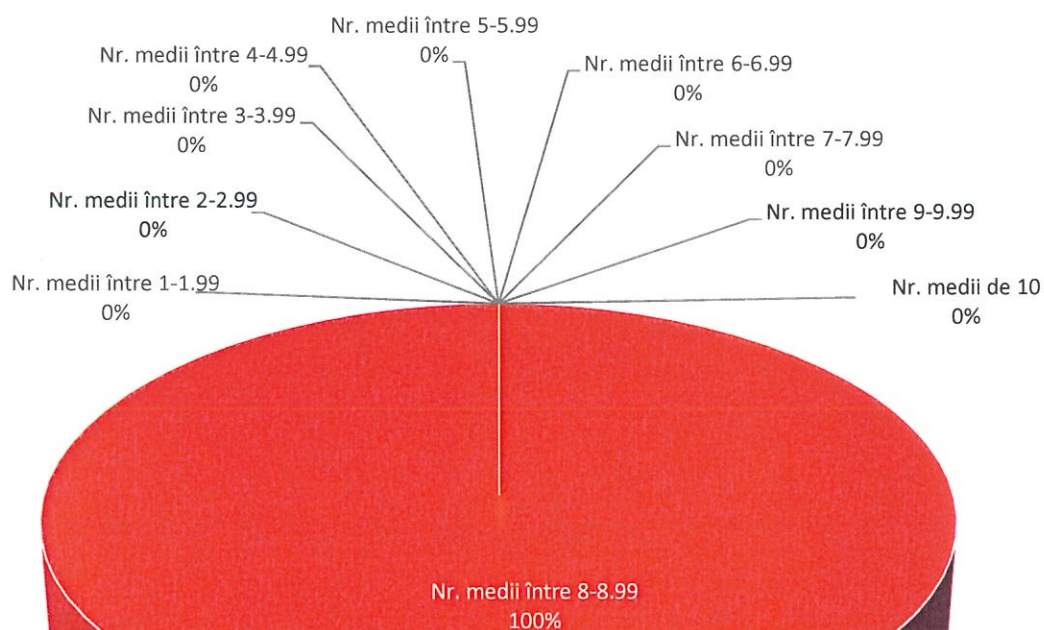 Nr. medii între 5-5.99
0%
Nr. medii între 4-4.99
0%
Nr. medii între 6-6.99
0%
Nr. medii între 3-3.99
0%
Nr. medii între 7-7.99
0%
Nr. medii între 2-2.99
0%
Nr. medii între 9-9.99
0%
Nr. medii între 1-1.99
0%
Nr. medii de 10
0%
Nr. medii între 8-8.99
100%